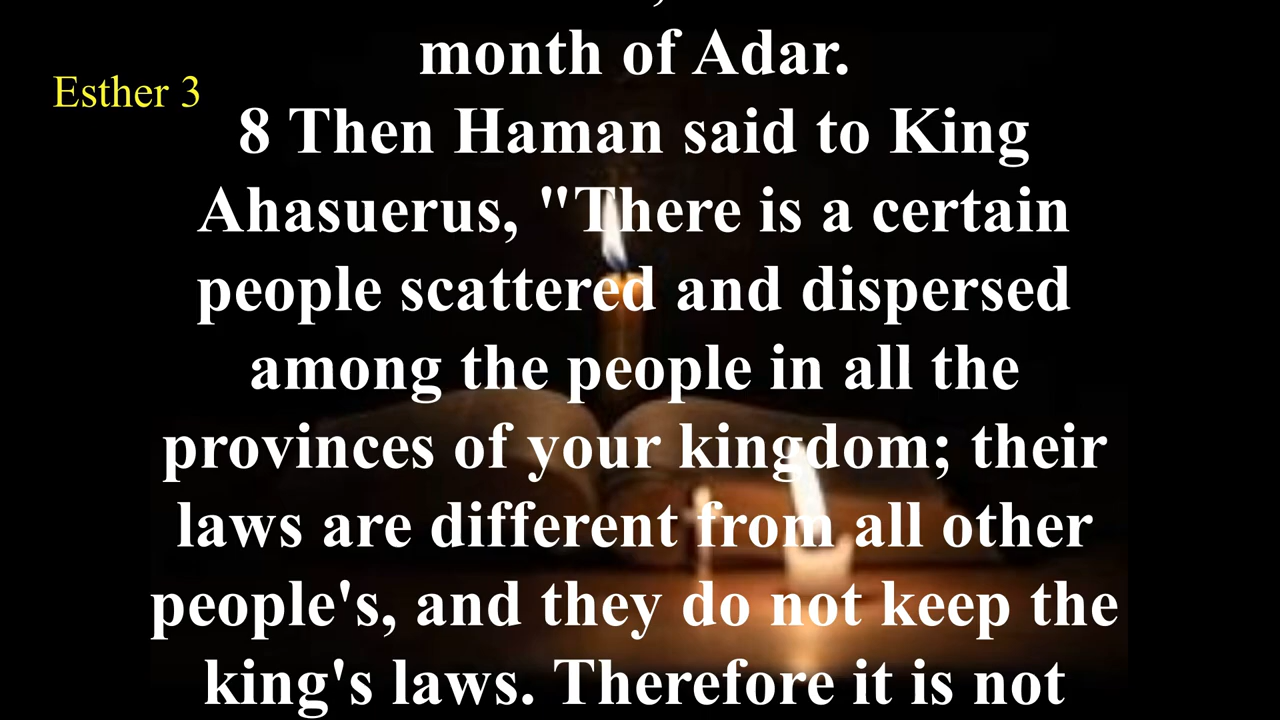 month of Adar.
Esther 3
8 Then Haman said to King
Ahasuerus, "There is a certain
people scattered and dispersed
among the people in all the
provinces of your kingdom; their
laws are different from all other
people's, and they do not keep the
king's laws. Therefore it is not